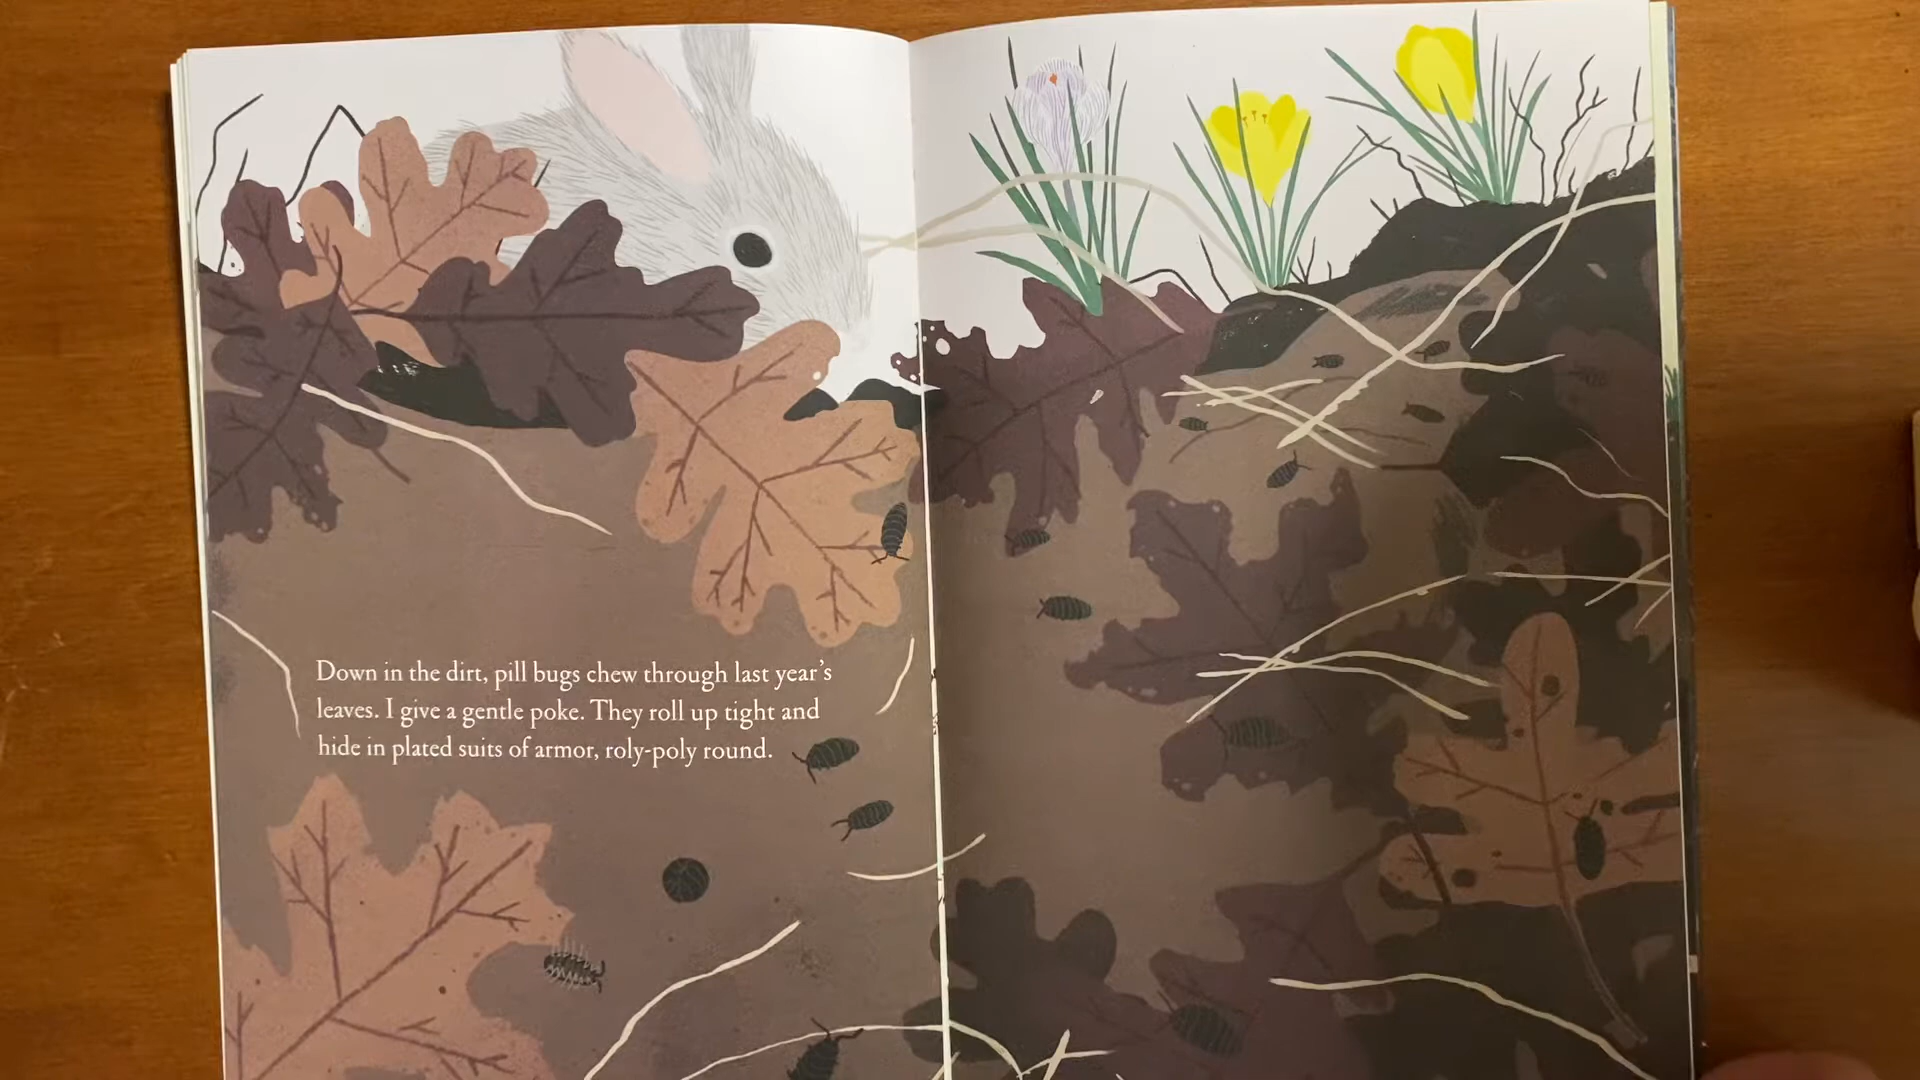 Down in the dirt, pill bugs chew through last year’s
leaves. I give a gentle poke. They roll up tight and
hide in plated suits of armor, roly-poly round.